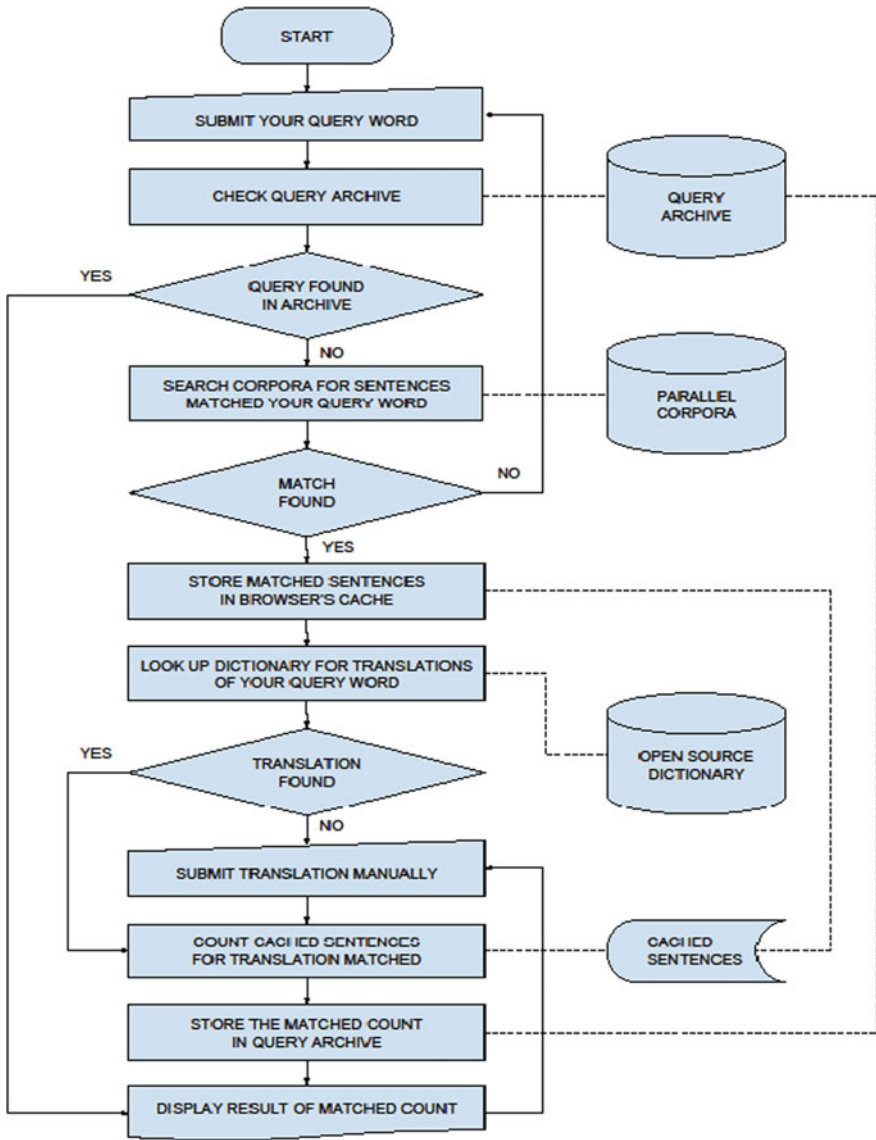 START
SUBMIT YOUR QUERY WORD
CHECK QUERY ARCHIVE
QUERY
ARCHIVE
YES
QUERY FOUND
IN ARCHIVE
NO
SEARCH CORPORA FOR SENTENCES
MATCHED YOUR QUERY WORD
PARALLEL
CORPORA
MATCH
FOUND
NO
YES
STORE MATCHED SENTENCES
IN BROWSER'S CACHE
LOOK UP DICTIONARY FOR TRANSLATIONS
OF YOUR QUERY WORD
YES
TRANSLATION
FOUND
OPEN SOURCE
DICTIONARY
NO
SUBMIT TRANSLATION MANUALLY
COUNT CACHED SENTENCES
FOR TRANSLATION MATCHED
CACHED
SENTENCES
STORE THE MATCHED COUNT
IN QUERY ARCHIVE
DISPLAY RESULT OF MATCHED COUNT